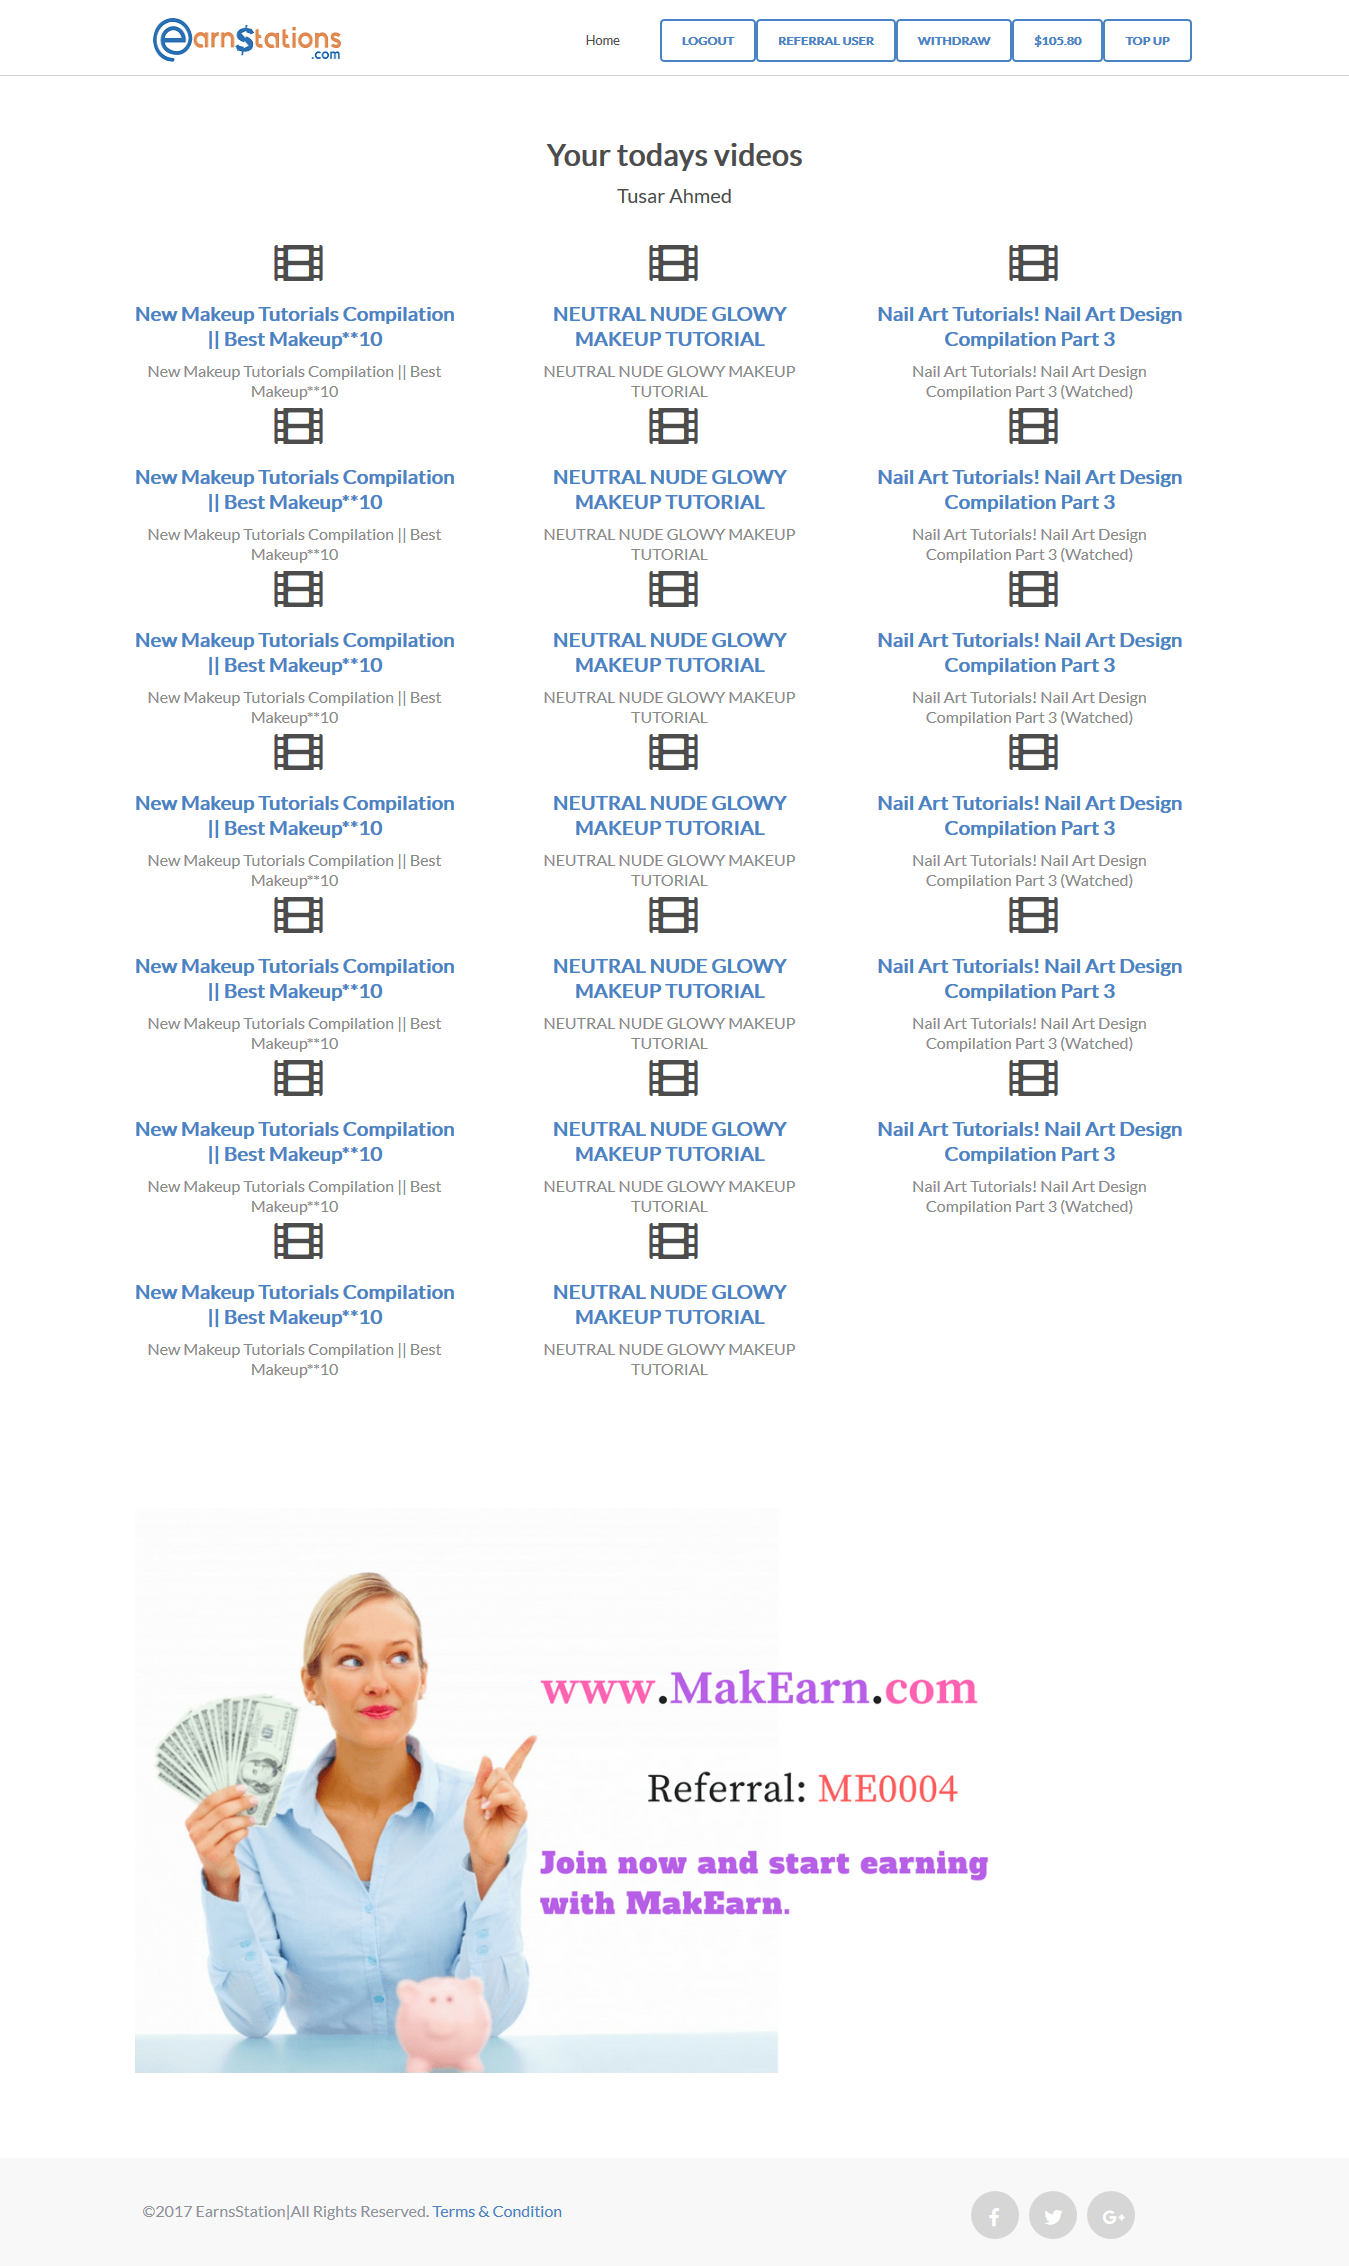 earn$tations
.com
Home
LOGOUT
REFERRAL USER
WITHDRAW
$105.80
TOP UP
Your todays videos
Tusar Ahmed
New Makeup Tutorials Compilation
|| Best Makeup**10
New Makeup Tutorials Compilation || Best
Makeup**10
NEUTRAL NUDE GLOWY
MAKEUP TUTORIAL
NEUTRAL NUDE GLOWY MAKEUP
TUTORIAL
Nail Art Tutorials! Nail Art Design
Compilation Part 3
Nail Art Tutorials! Nail Art Design
Compilation Part 3 (Watched)
New Makeup Tutorials Compilation
|| Best Makeup**10
New Makeup Tutorials Compilation || Best
Makeup**10
NEUTRAL NUDE GLOWY
MAKEUP TUTORIAL
NEUTRAL NUDE GLOWY MAKEUP
TUTORIAL
Nail Art Tutorials! Nail Art Design
Compilation Part 3
Nail Art Tutorials! Nail Art Design
Compilation Part 3 (Watched)
New Makeup Tutorials Compilation
|| Best Makeup**10
New Makeup Tutorials Compilation || Best
Makeup**10
NEUTRAL NUDE GLOWY
MAKEUP TUTORIAL
NEUTRAL NUDE GLOWY MAKEUP
TUTORIAL
Nail Art Tutorials! Nail Art Design
Compilation Part 3
Nail Art Tutorials! Nail Art Design
Compilation Part 3 (Watched)
New Makeup Tutorials Compilation
|| Best Makeup**10
New Makeup Tutorials Compilation || Best
Makeup**10
NEUTRAL NUDE GLOWY
MAKEUP TUTORIAL
NEUTRAL NUDE GLOWY MAKEUP
TUTORIAL
Nail Art Tutorials! Nail Art Design
Compilation Part 3
Nail Art Tutorials! Nail Art Design
Compilation Part 3 (Watched)
New Makeup Tutorials Compilation
|| Best Makeup**10
New Makeup Tutorials Compilation || Best
Makeup**10
NEUTRAL NUDE GLOWY
MAKEUP TUTORIAL
NEUTRAL NUDE GLOWY MAKEUP
TUTORIAL
Nail Art Tutorials! Nail Art Design
Compilation Part 3
Nail Art Tutorials! Nail Art Design
Compilation Part 3 (Watched)
New Makeup Tutorials Compilation
|| Best Makeup**10
New Makeup Tutorials Compilation || Best
Makeup**10
NEUTRAL NUDE GLOWY
MAKEUP TUTORIAL
NEUTRAL NUDE GLOWY MAKEUP
TUTORIAL
Nail Art Tutorials! Nail Art Design
Compilation Part 3
Nail Art Tutorials! Nail Art Design
Compilation Part 3 (Watched)
New Makeup Tutorials Compilation
|| Best Makeup**10
New Makeup Tutorials Compilation || Best
Makeup**10
NEUTRAL NUDE GLOWY
MAKEUP TUTORIAL
NEUTRAL NUDE GLOWY MAKEUP
TUTORIAL
www.MakEarn.com
Referral: ME0004
Join now and start earning
with MakEarn.
©2017 EarnsStation|All Rights Reserved. Terms & Condition